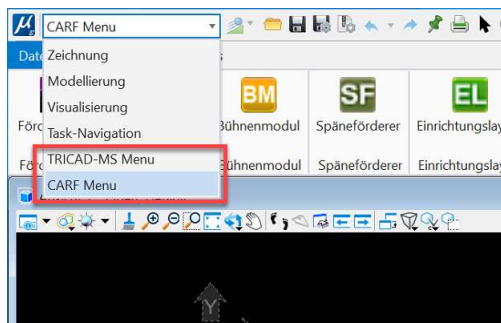 CARF Menu
Zeichnung
Modellierung
Visualisierung
Task-Navigation
TRICAD-MS Menu
CARF Menu
BM SF EL
Bühnenmodul Späneförderer Einrichtungslay
Bühnenmodul Späneförderer Einrichtungslay
Y